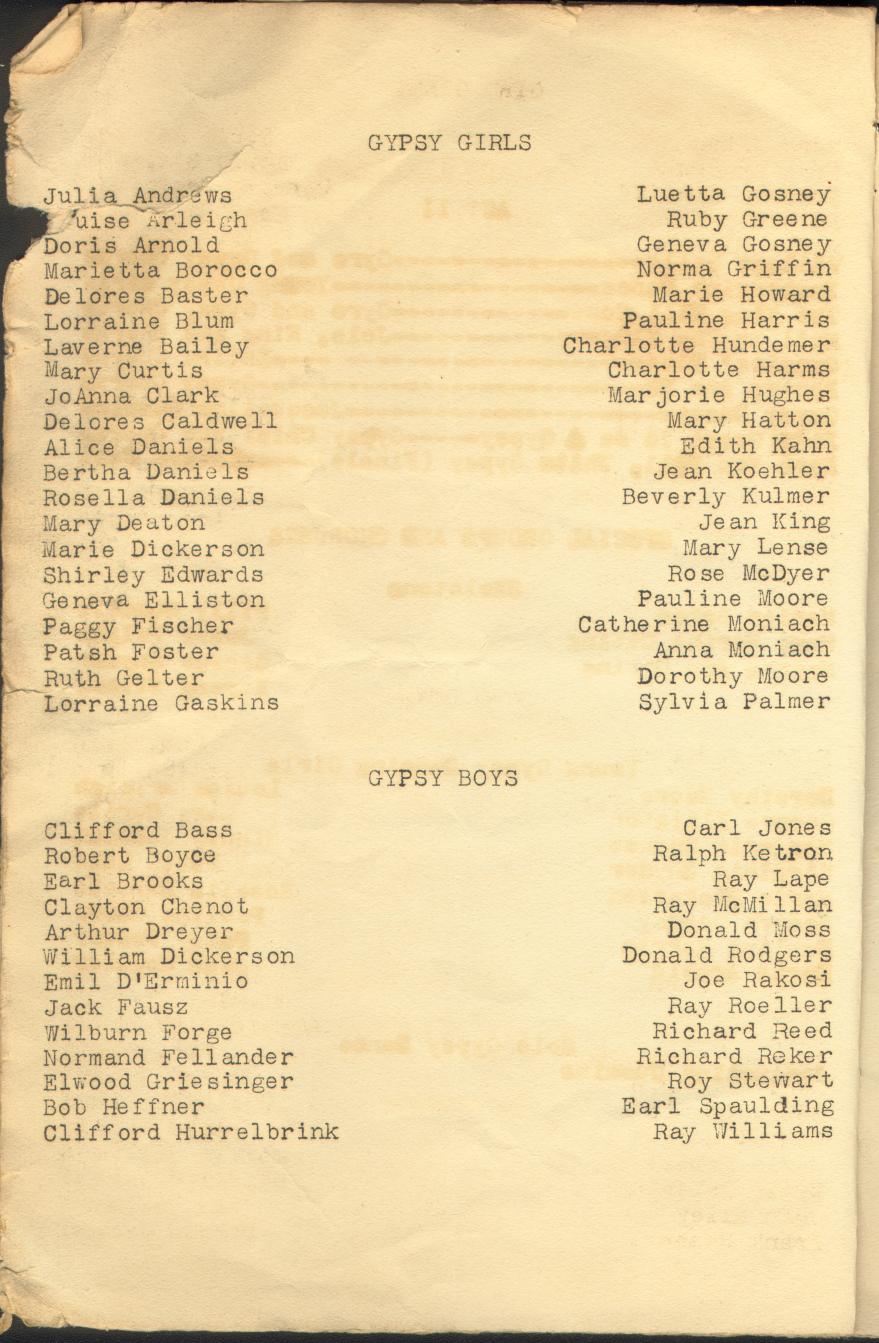 GYPSY GIRLS
Julia Andrews Luetta Gosney
Arleigh Ruby Greene
Doris Arnold Geneva Gosney
Marietta Borocco Norma Griffin
Delores Baster Marie Howard
Lorraine Blum Pauline Harris
Laverne Bailey Charlotte Hundemer
Mary Curtis Charlotte Harms
JoAnna Clark Marjorie Hughes
Delores Caldwell Mary Hatton
Alice Daniels Edith Kahn
Bertha Daniels Jean Koehler
Rosella Daniels Beverly Kulmer
Mary Deaton Jean King
Marie Dickerson Mary Lense
Shirley Edwards Rose McDyer
Geneva Elliston Pauline Moore
Paggy Fischer Catherine Moniach
Patsh Foster Anna Moniach
Ruth Gelter Dorothy Moore
Lorraine Gaskins Sylvia Palmer
GYPSY BOYS
Clifford Bass Carl Jones
Robert Boyce Ralph Ketron
Earl Brooks Ray Lape
Clayton Chenot Ray McMillan
Arthur Dreyer Donald Moss
William Dickerson Donald Rodgers
Emil D'Erminio Joe Rakosi
Jack Fausz Ray Roeller
Wilburn Forge Richard Reed
Normand Fellander Richard Reker
Elwood Griesinger Roy Stewart
Bob Heffner Earl Spaulding
Clifford Hurrelbrink Ray Williams